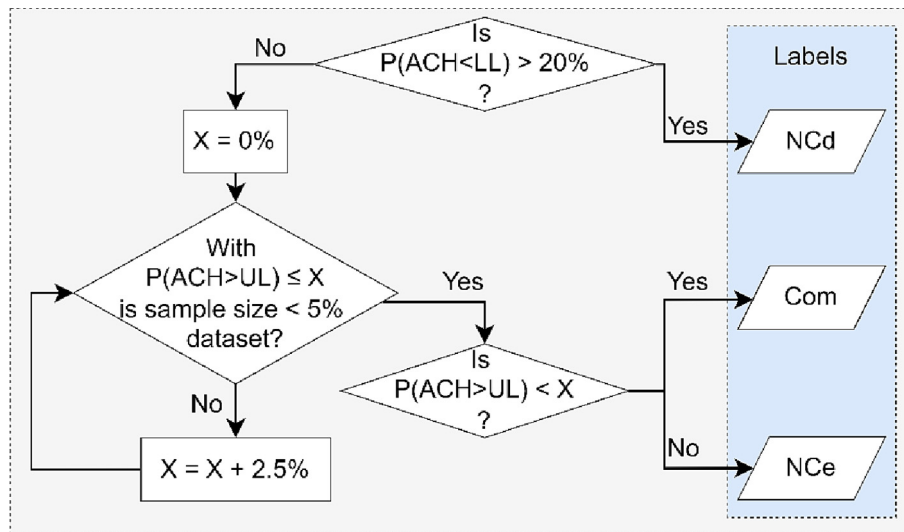 Is
P(ACH<LL) > 20%
?
No
Yes
Labels
NCd
X = 0%
With
P(ACH>UL) ≤ X
is sample size < 5%
dataset?
Yes
No
X = X + 2.5%
Is
P(ACH>UL) < X
?
Yes
Com
No
NCe